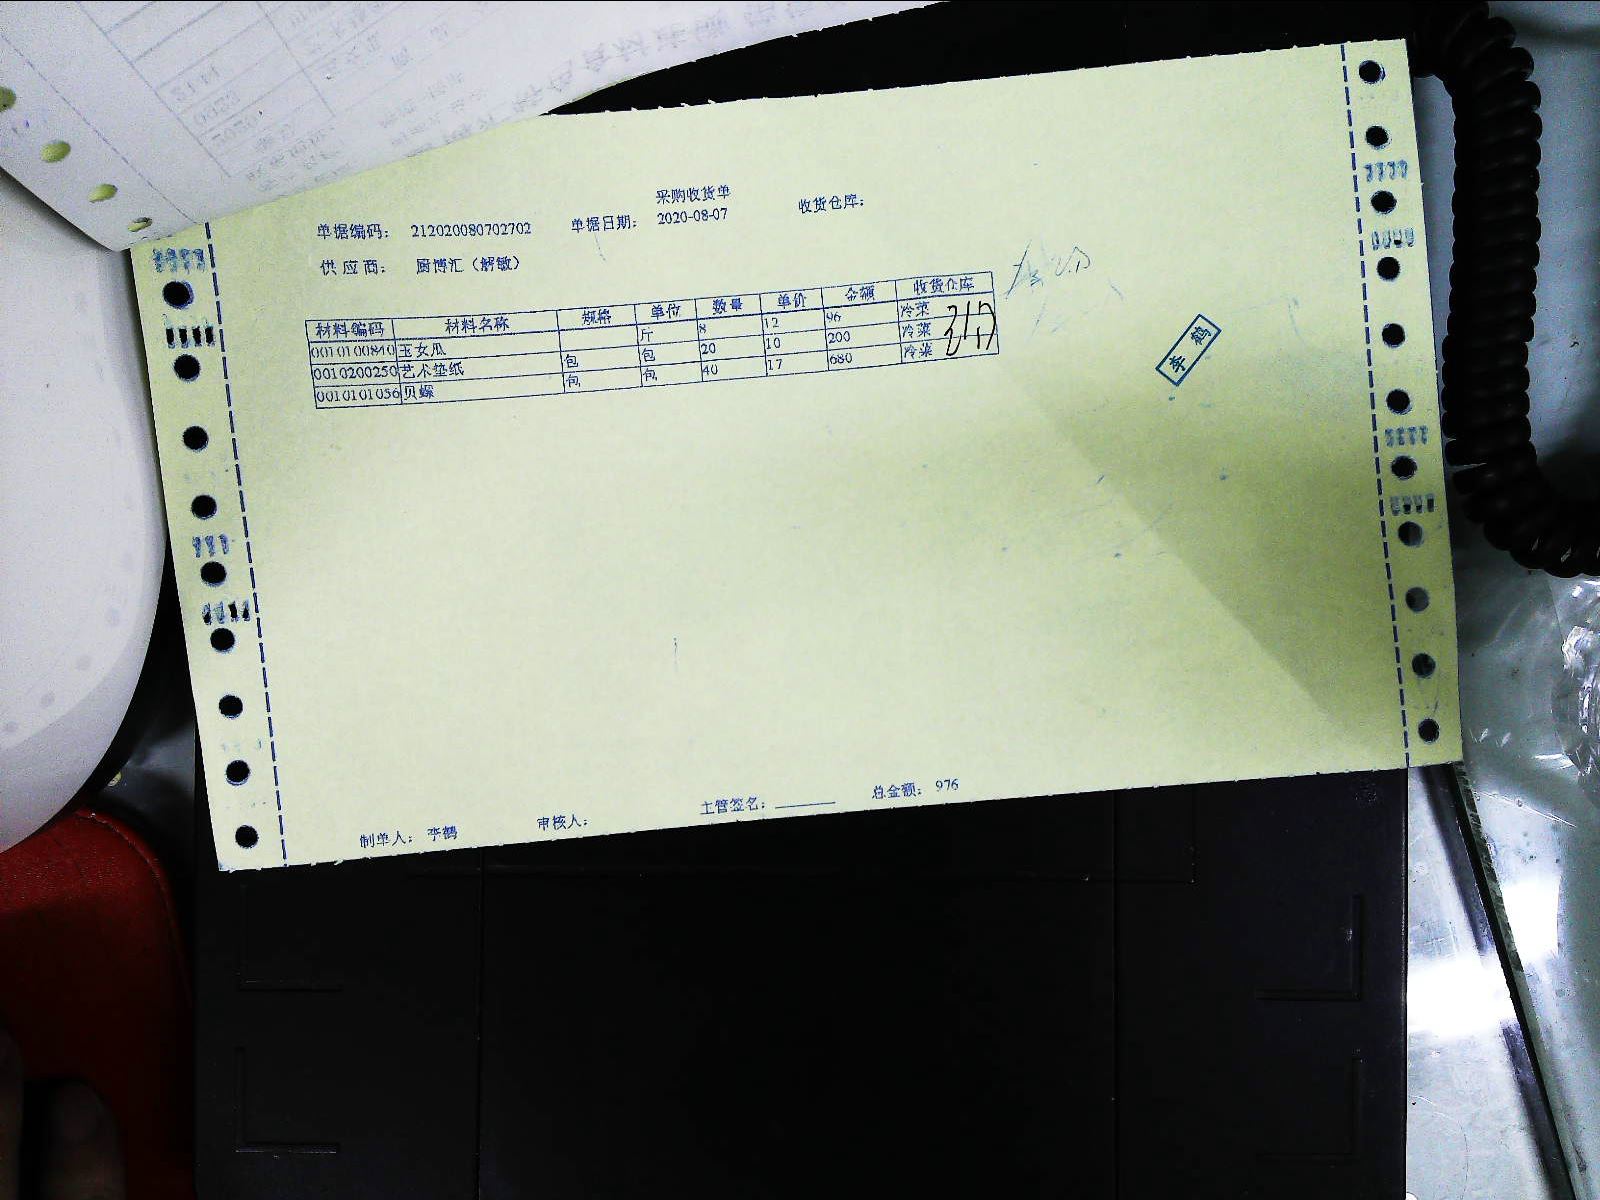 采购收货单
单据编码： 212020080702702 单据日期： 2020-08-07 收货仓库：
供应商： 厨博汇（解敏）
材料编码 材料名称 规格 单位 数量 单价 金额 收货仓库
0010100840 玉女瓜 斤 8 12 96 冷菜
0010200250 艺术垫纸 包 包 20 10 200 冷菜
0010101056 贝螺 包 包 40 17 680 冷菜
李鹤
制单人： 李鹤 审核人： 主管签名： 总金额： 976